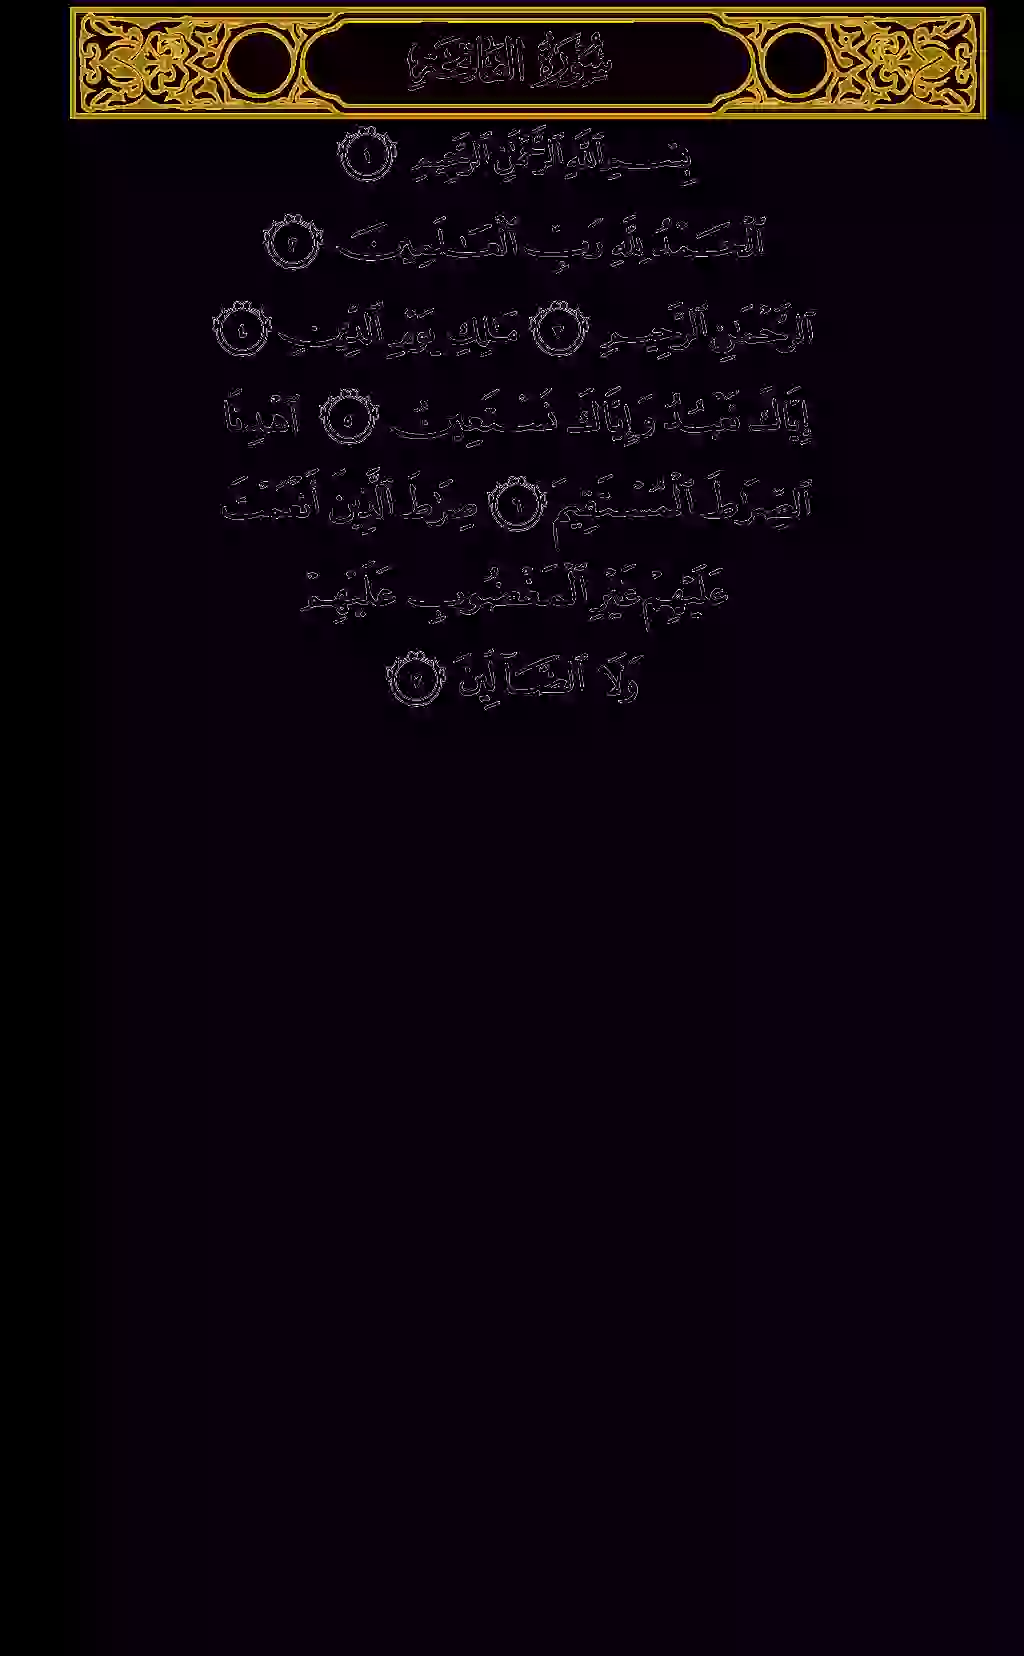 سُورَةُ الفَاتِحَةِ
بِسْمِ ٱللَّهِ ٱلرَّحْمَٰنِ ٱلرَّحِيمِ ١
ٱلْحَمْدُ لِلَّهِ رَبِّ ٱلْعَٰلَمِينَ ٢
ٱلرَّحْمَٰنِ ٱلرَّحِيمِ ٣ مَٰلِكِ يَوْمِ ٱلدِّينِ ٤
إِيَّاكَ نَعْبُدُ وَإِيَّاكَ نَسْتَعِينُ ٥ ٱهْدِنَا
ٱلصِّرَٰطَ ٱلْمُسْتَقِيمَ ٦ صِرَٰطَ ٱلَّذِينَ أَنْعَمْتَ
عَلَيْهِمْ غَيْرِ ٱلْمَغْضُوبِ عَلَيْهِمْ
وَلَا ٱلضَّآلِّينَ ٧